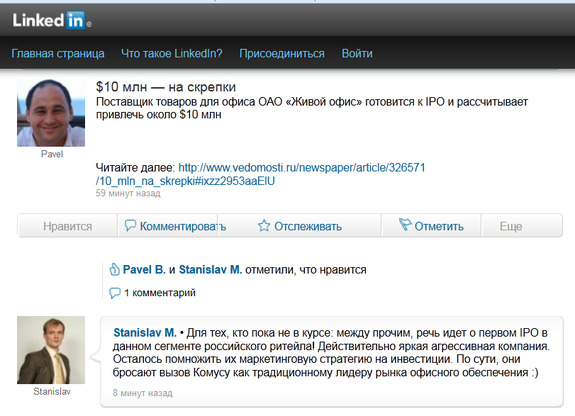 Linked in ®
Главная страница Что такое LinkedIn? Присоединиться Войти
$10 млн — на скрепки
Поставщик товаров для офиса ОАО «Живой офис» готовится к IPO и рассчитывает
привлечь около $10 млн
Pavel
Читайте далее: http://www.vedomosti.ru/newspaper/article/326571
/10_mln_na_skrepki#ixzz2953aaElU
59 минут назад
Нравится Комментировать Отслеживать Отметить Еще
Pavel B. и Stanislav M. отметили, что нравится
1 комментарий
Stanislav M. • Для тех, кто пока не в курсе: между прочим, речь идет о первом IPO в
данном сегменте российского ритейла! Действительно яркая агрессивная компания.
Осталось помножить их маркетинговую стратегию на инвестиции. По сути, они
бросают вызов Комусу как традиционному лидеру рынка офисного обеспечения :)
8 минут назад
Stanislav